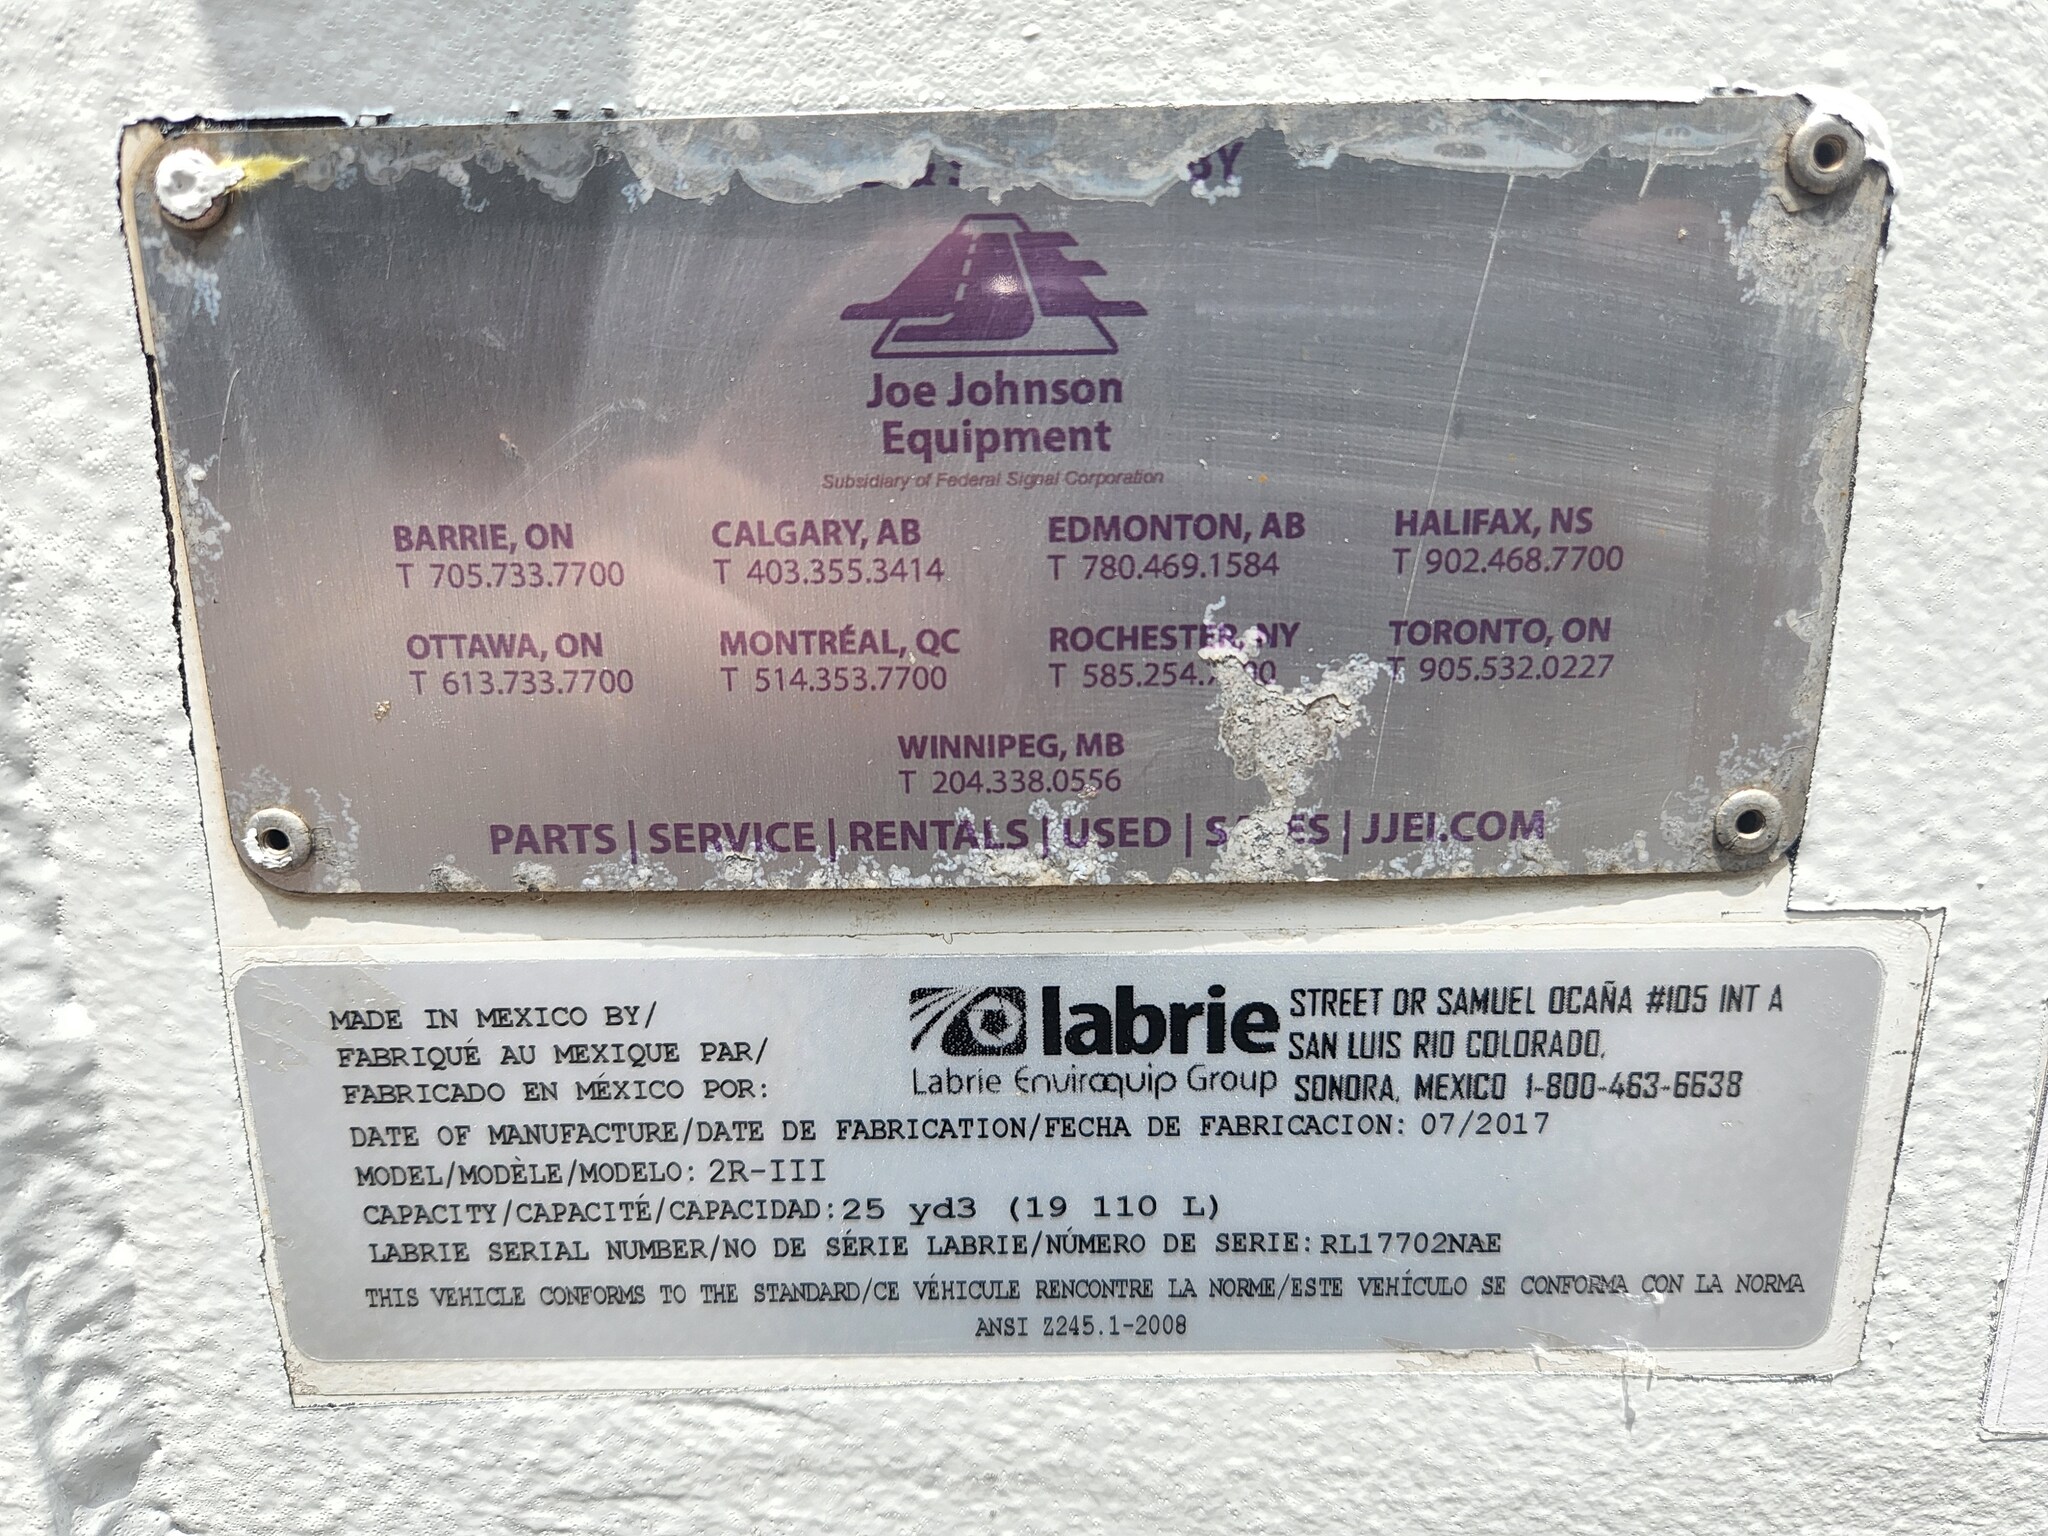 BY
Joe Johnson
Equipment
Subsidiary of Federal Signal Corporation
BARRIE, ON
T 705.733.7700
CALGARY, AB
T 403.355.3414
EDMONTON, AB
T 780.469.1584
HALIFAX, NS
T 902.468.7700
OTTAWA, ON
T 613.733.7700
MONTRÉAL, QC
T 514.353.7700
ROCHESTER, NY
T
TORONTO, ON
T 905.532.0227
WINNIPEG, MB
T 204.338.0556
PARTS | SERVICE | RENTALS | USED | SALES | JJEI.COM
MADE IN MEXICO BY/
FABRIQUÉ AU MEXIQUE PAR/
FABRICADO EN MÉXICO POR:
labrie
Labrie Enviroquip Group
STREET DR SAMUEL OCAÑA #105 INT A
SAN LUIS RIO COLORADO,
SONORA, MEXICO 1-800-463-6638
DATE OF MANUFACTURE/DATE DE FABRICATION/FECHA DE FABRICACION: 07/2017
MODEL/MODÈLE/MODELO: 2R-III
CAPACITY/CAPACITÉ/CAPACIDAD:25 yd3 (19 110 L)
LABRIE SERIAL NUMBER/NO DE SÉRIE LABRIE/NÚMERO DE SERIE:RL17702NAE
THIS VEHICLE CONFORMS TO THE STANDARD/CE VÉHICULE RENCONTRE LA NORME/ESTE VEHÍCULO SE CONFORMA CON LA NORMA
ANSI Z245.1-2008